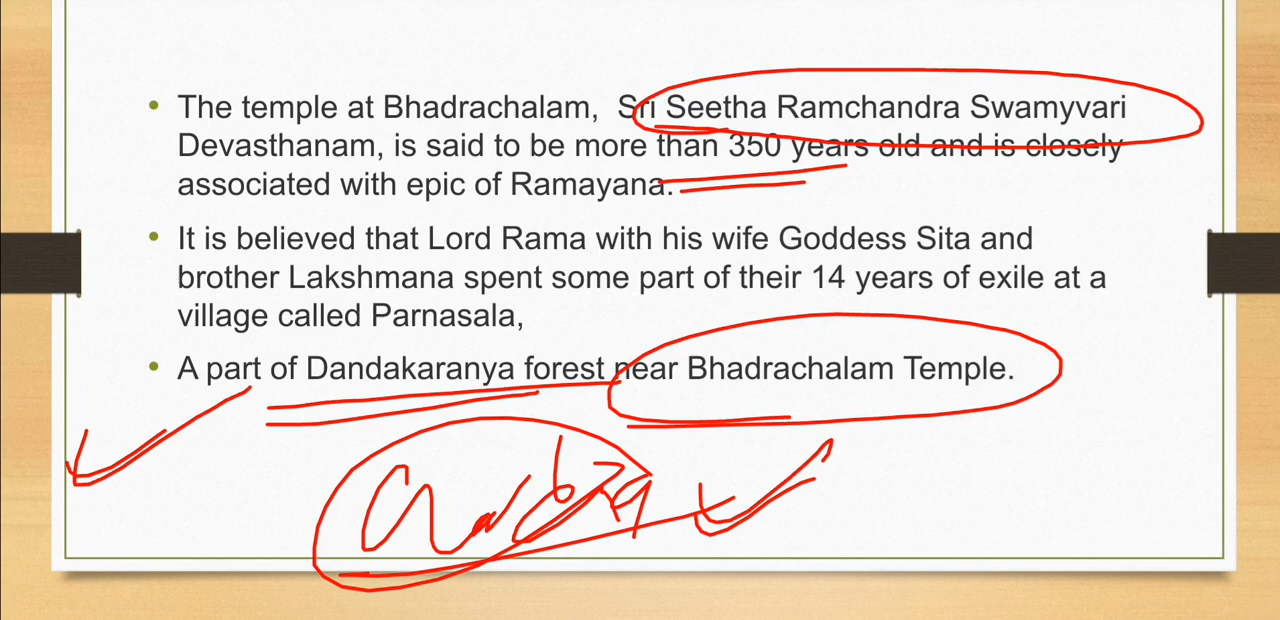 • The temple at Bhadrachalam, Sri Seetha Ramchandra Swamyvari
Devasthanam, is said to be more than 350 years old and is closely
associated with epic of Ramayana.
• It is believed that Lord Rama with his wife Goddess Sita and
brother Lakshmana spent some part of their 14 years of exile at a
village called Parnasala,
• A part of Dandakaranya forest near Bhadrachalam Temple.